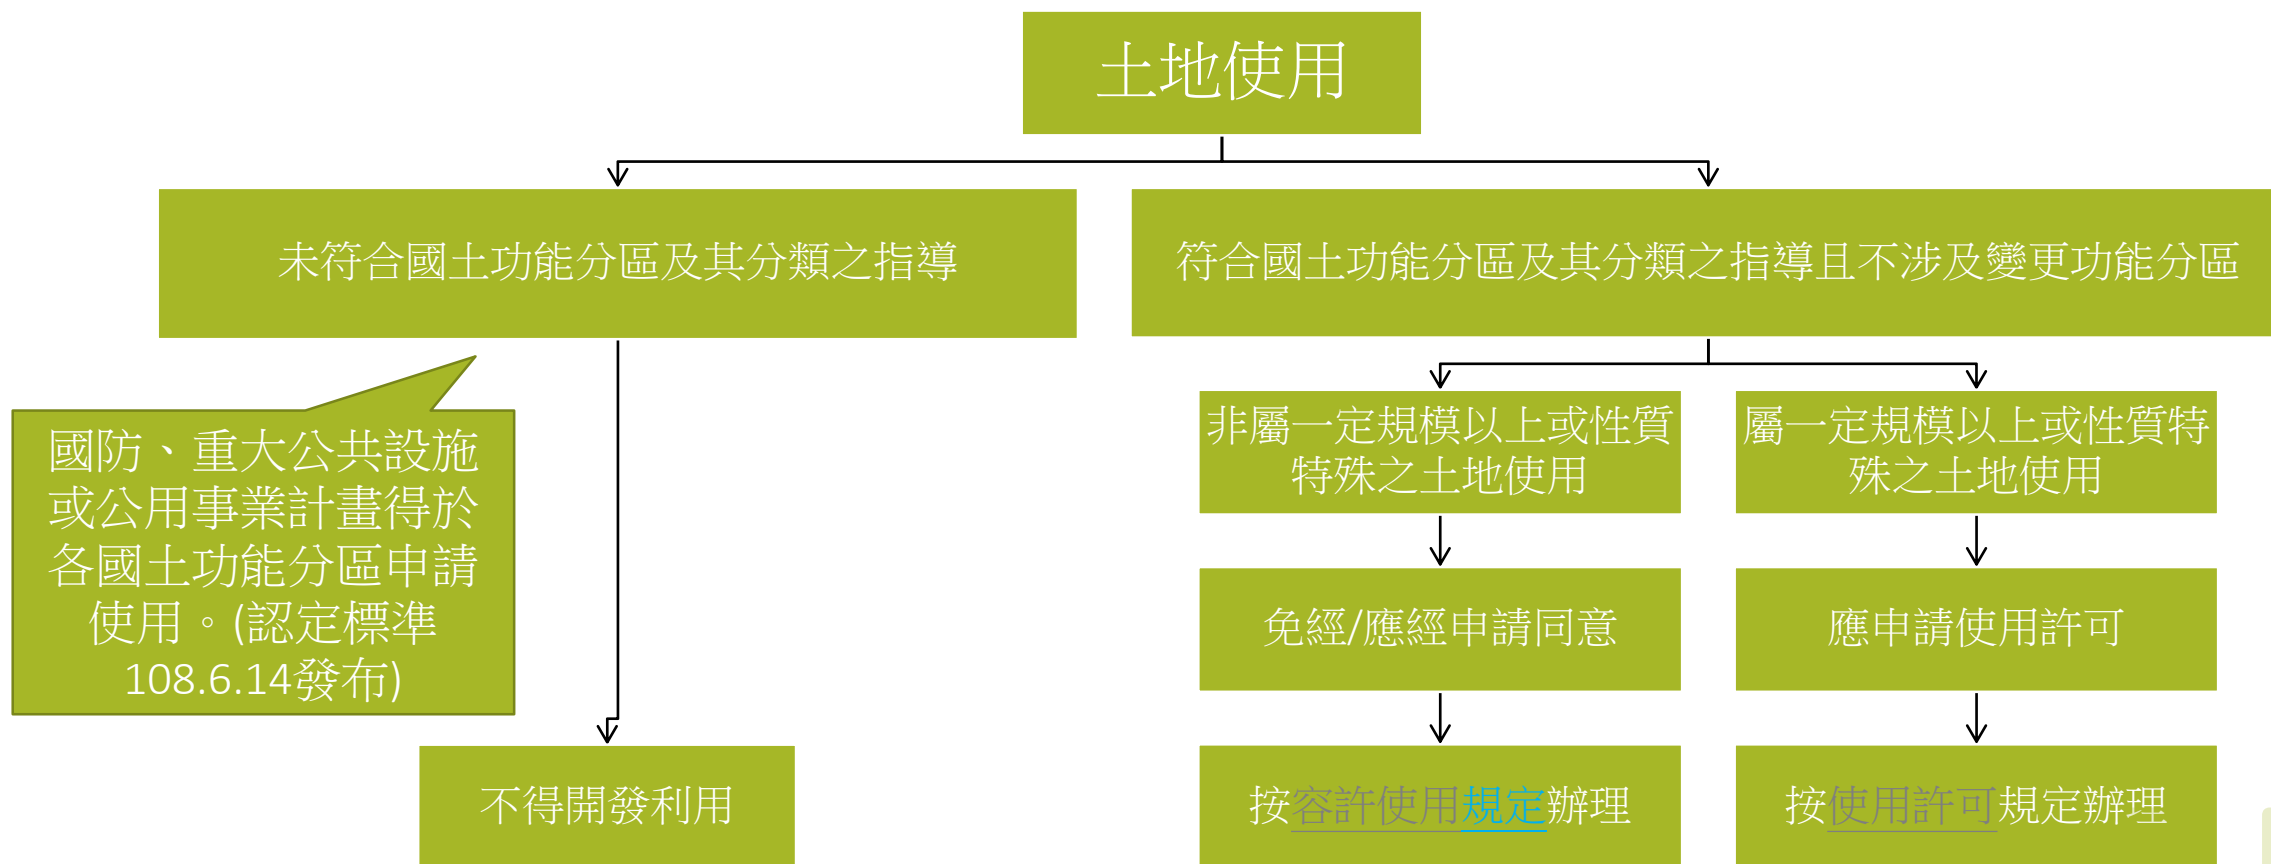 土地使用
未符合國土功能分區及其分類之指導
符合國土功能分區及其分類之指導且不涉及變更功能分區
國防、重大公共設施
或公用事業計畫得於
各國土功能分區申請
使用。(認定標準
108.6.14發布)
非屬一定規模以上或性質
特殊之土地使用
屬一定規模以上或性質特
殊之土地使用
免經/應經申請同意
應申請使用許可
不得開發利用
按容許使用規定辦理
按使用許可規定辦理